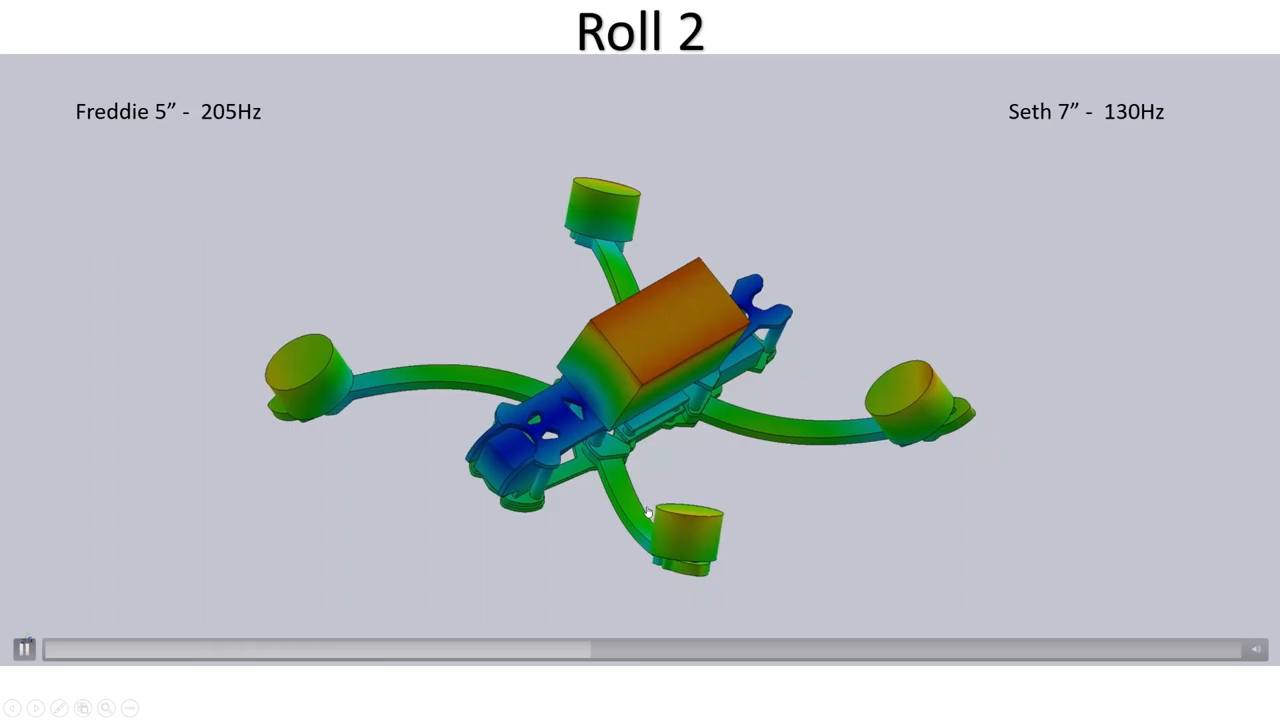 Roll 2
Freddie 5” - 205Hz
Seth 7” - 130Hz